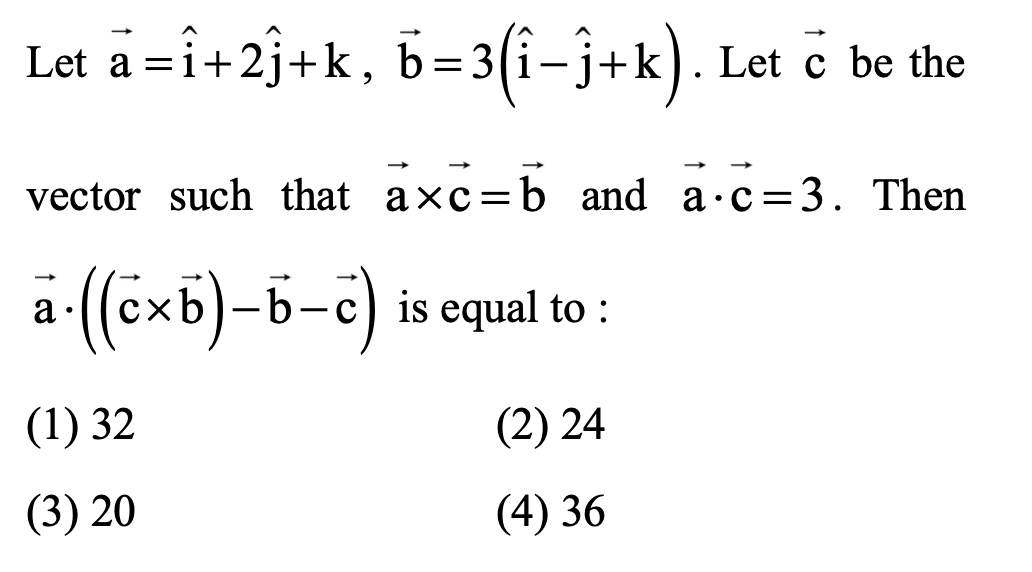 Let a⃗ = î + 2ĵ + k , b⃗ = 3(î − ĵ + k) . Let c⃗ be the
vector such that a⃗ × c⃗ = b⃗ and a⃗ · c⃗ = 3 . Then
a⃗ · ((c⃗ × b⃗) − b⃗ − c⃗) is equal to :
(1) 32 (2) 24
(3) 20 (4) 36